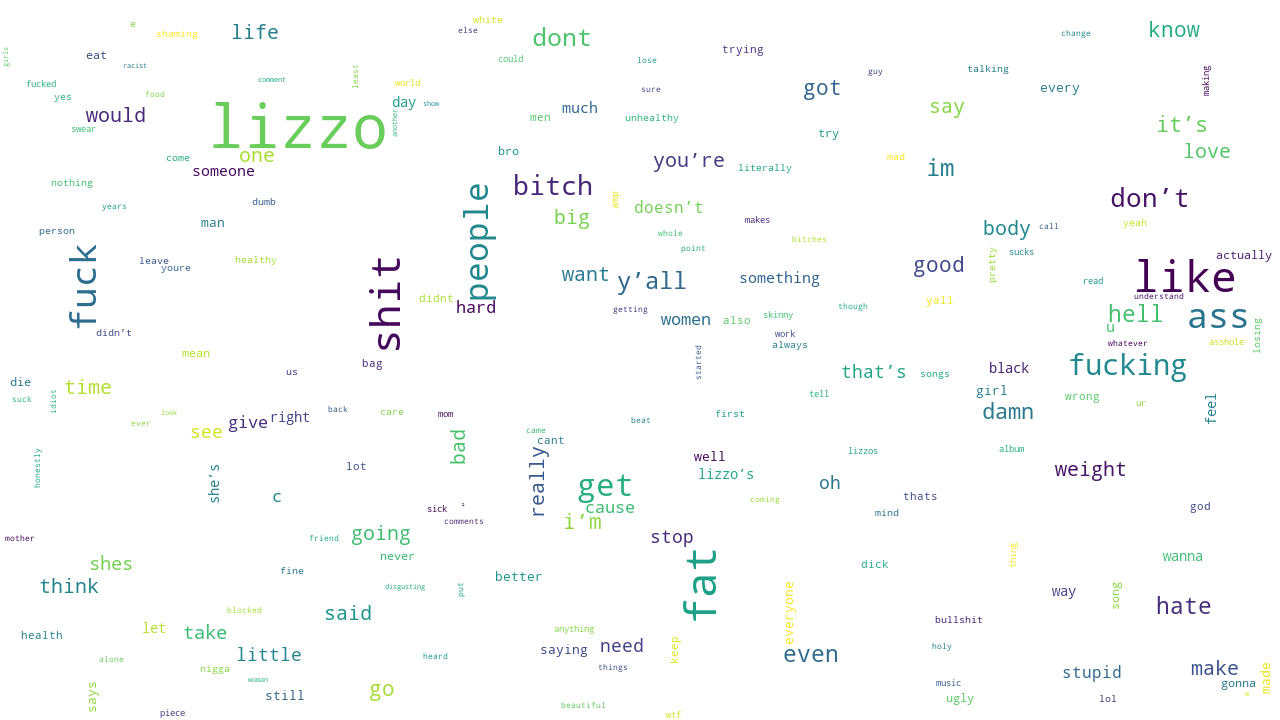 white
else
e
shaming
life
dont
know
change
girls
eat
racist
trying
could
lose
fucked
comment
least
world
guy
talking
making
yes
food
would
day
show
another
much
sure
got
every
swear
lizzo
men
unhealthy
try
say
it's
come
one
someone
bro
you're
literally
mad
im
love
nothing
years
dumb
people
bitch
amp
doesn't
makes
body
call
don't
yeah
person
man
big
whole
point
bitches
fuck
leave
youre
healthy
shit
want
y'all
something
good
pretty
sucks
read
like
actually
understand
didnt
hard
getting
women
also
skinny
though
yall
hell
u
ass
didn't
work
always
whatever
asshole
losing
mean
us
bag
started
that's
songs
black
fucking
die
suck
idiot
time
tell
girl
wrong
ur
feel
ever
look
see
give
right
back
care
mom
beat
first
damn
honestly
she's
lot
bad
came
cant
really
well
lizzo's
lizzos
album
weight
c
sick
comments
get
cause
i'm
coming
oh
thats
mind
god
mother
friend
going
never
stop
shes
think
fine
disgusting
put
better
fat
dick
thing
wanna
way
song
hate
blocked
said
everyone
bullshit
health
let
take
anything
saying
need
keep
holy
alone
nigga
little
woman
heard
things
even
stupid
make
gonna
made
says
still
go
beautiful
music
ugly
lol
piece
wtf